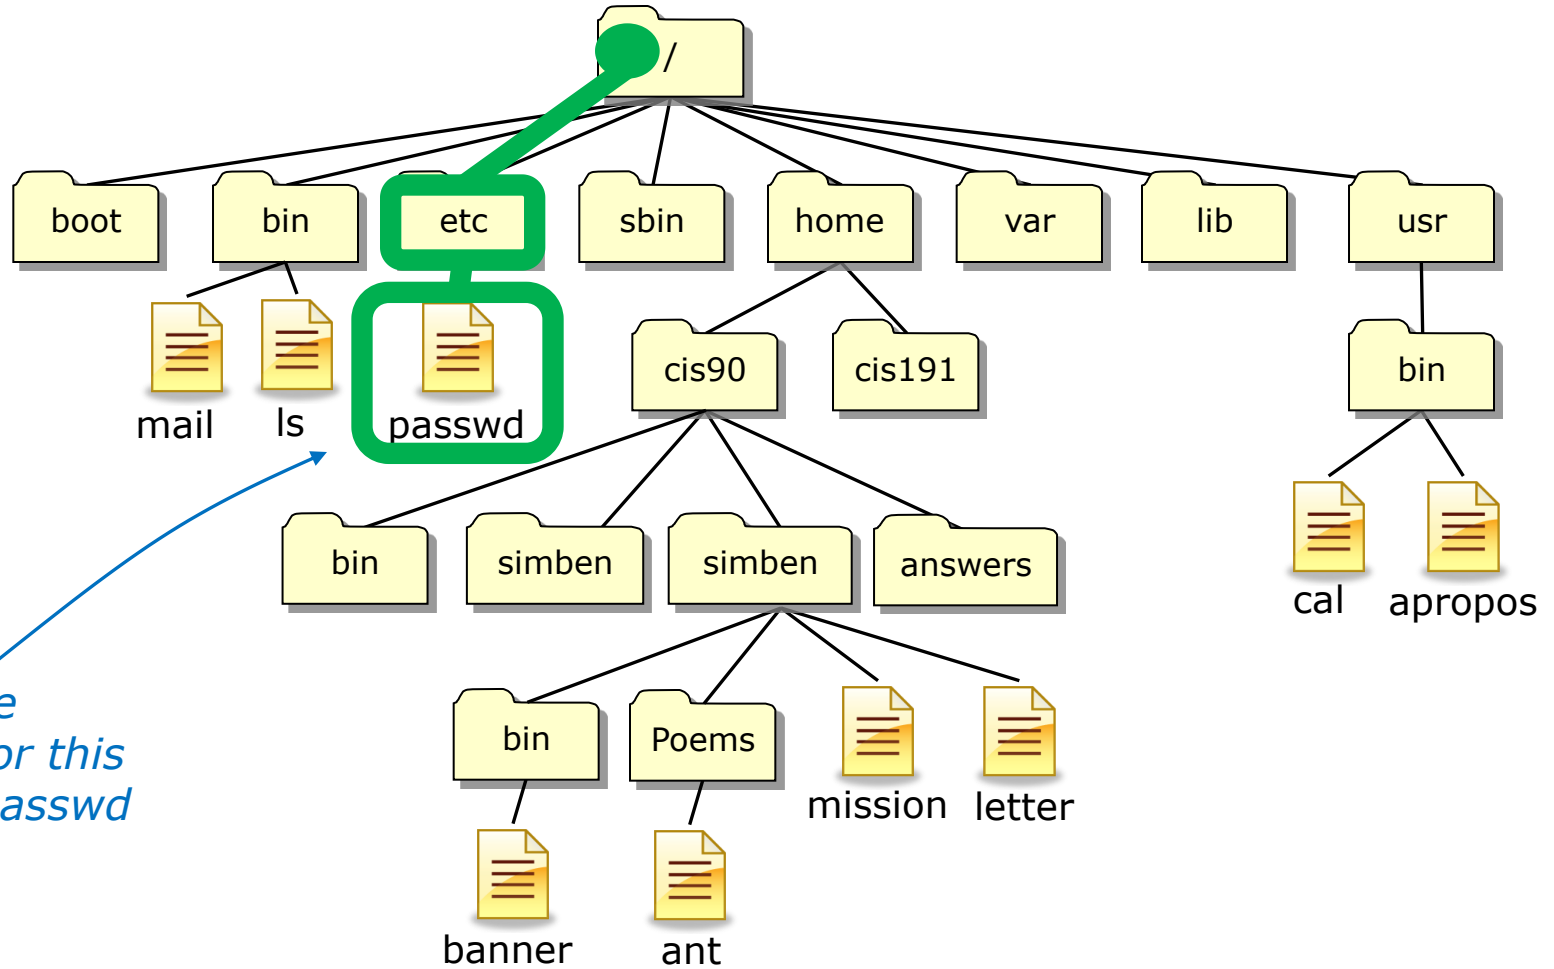 /
boot
bin
etc
sbin
home
var
lib
usr
mail
ls
passwd
cis90
cis191
bin
cal
apropos
bin
simben
simben
answers
bin
Poems
mission
letter
banner
ant
this